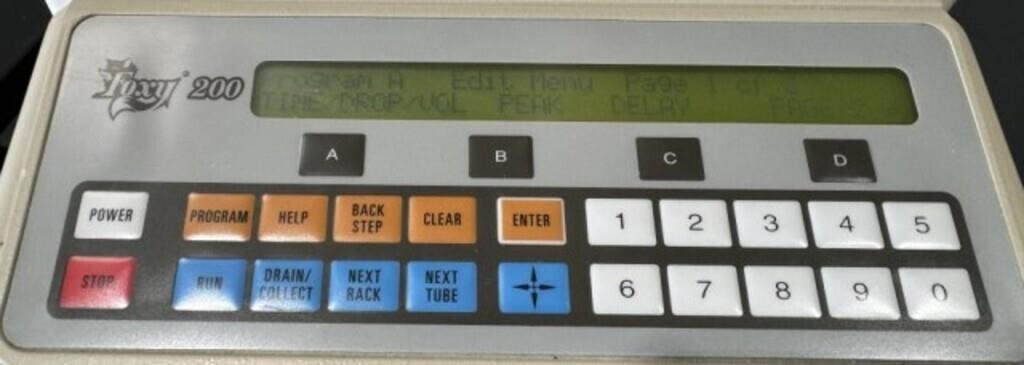 Foxy® 200
Program A Edit Menu Page 1 of
TIME/DROP/VOL PEAK DELAY
A B C D
POWER PROGRAM HELP BACK STEP CLEAR ENTER 1 2 3 4 5
STOP RUN DRAIN/COLLECT NEXT RACK NEXT TUBE 6 7 8 9 0